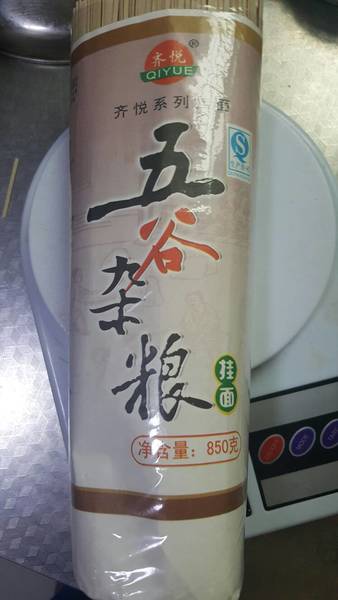 齐悦
®
QIYUE
齐悦系列
五谷杂粮
挂面
净含量：850克
MODE